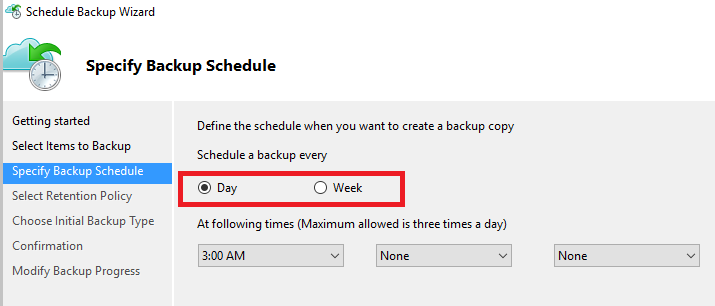 Schedule Backup Wizard
Specify Backup Schedule
Getting started
Select Items to Backup
Specify Backup Schedule
Select Retention Policy
Choose Initial Backup Type
Confirmation
Modify Backup Progress
Define the schedule when you want to create a backup copy
Schedule a backup every
Day Week
At following times (Maximum allowed is three times a day)
3:00 AM None None